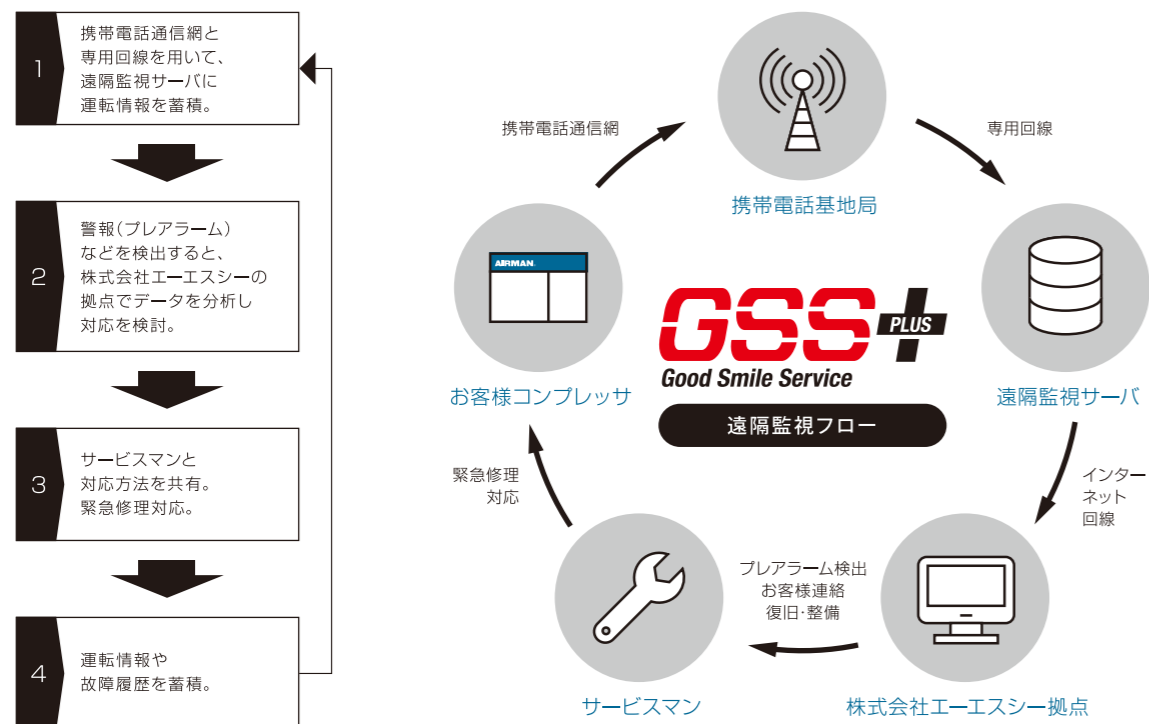 1
携帯電話通信網と
専用回線を用いて、
遠隔監視サーバに
運転情報を蓄積。
2
警報(プレアラーム)
などを検出すると、
株式会社エーエスシーの
拠点でデータを分析し
対応を検討。
3
サービスマンと
対応方法を共有。
緊急修理対応。
4
運転情報や
故障履歴を蓄積。
携帯電話通信網
専用回線
携帯電話基地局
AIRMAN
お客様コンプレッサ
GSS
PLUS
Good Smile Service
遠隔監視フロー
遠隔監視サーバ
緊急修理
対応
インター
ネット
回線
プレアラーム検出
お客様連絡
復旧・整備
サービスマン
株式会社エーエスシー拠点